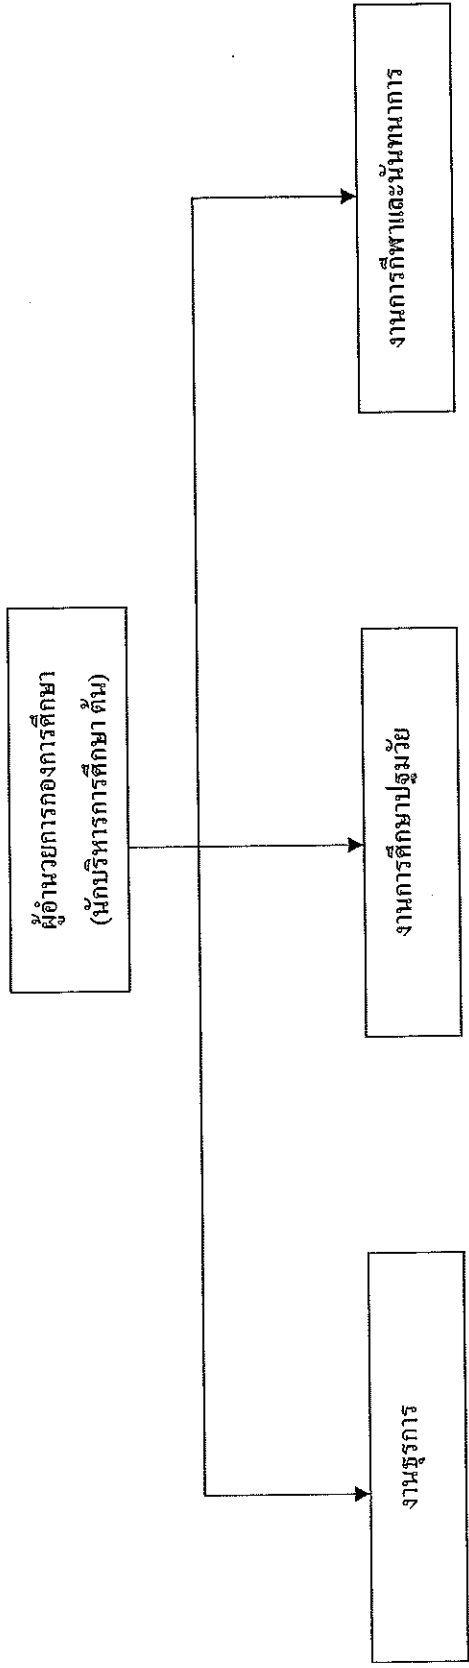 ผู้อำนวยการกองการศึกษา
(นักบริหารการศึกษา ต้น)
งานธุรการ
งานการศึกษาปฐมวัย
งานการกีฬาและนันทนาการ